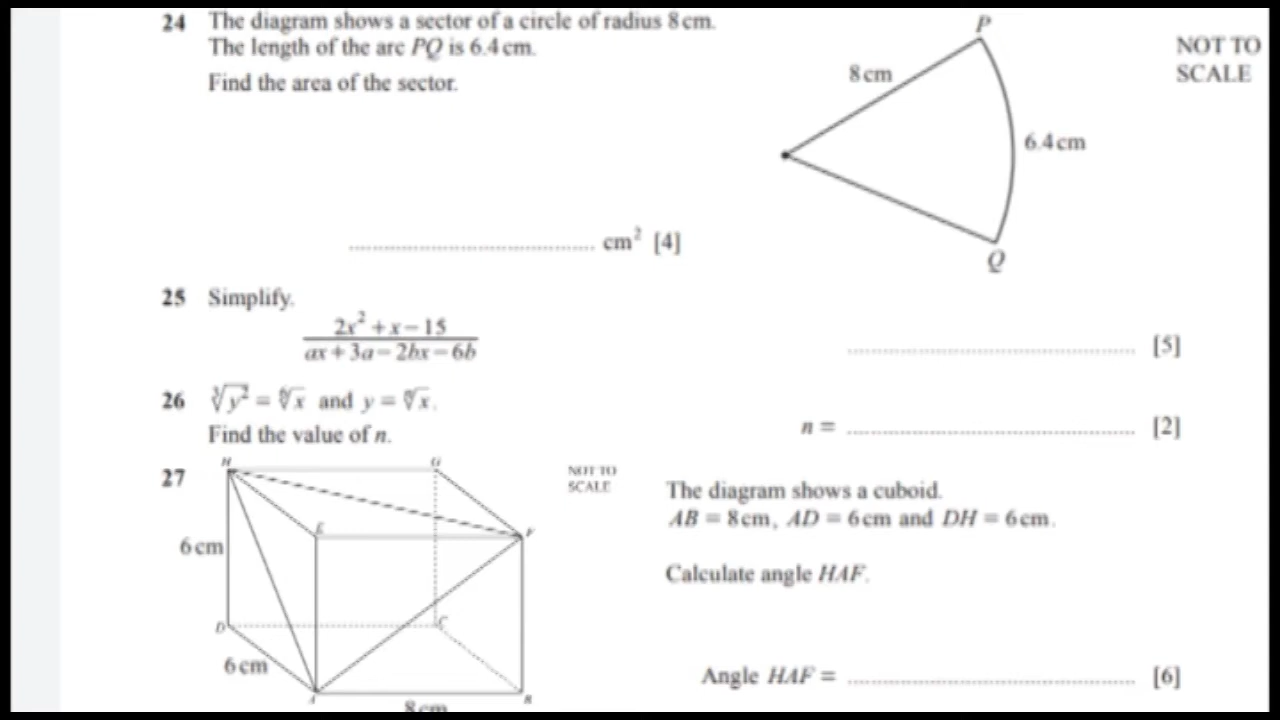 24 The diagram shows a sector of a circle of radius 8 cm.
The length of the arc PQ is 6.4 cm.
Find the area of the sector.
P
8 cm
NOT TO
SCALE
6.4 cm
Q
.......................................... cm² [4]
25 Simplify.
2x² + x − 15
ax + 3a − 2bx − 6b
.......................................... [5]
26 ∛y² = ⁶√x and y = ⁿ√x.
Find the value of n.
n = .......................................... [2]
27
H
G
NOT TO
SCALE
E
F
6 cm
D
C
6 cm
A
B
8 cm
The diagram shows a cuboid.
AB = 8 cm, AD = 6 cm and DH = 6 cm.
Calculate angle HAF.
Angle HAF = .......................................... [6]